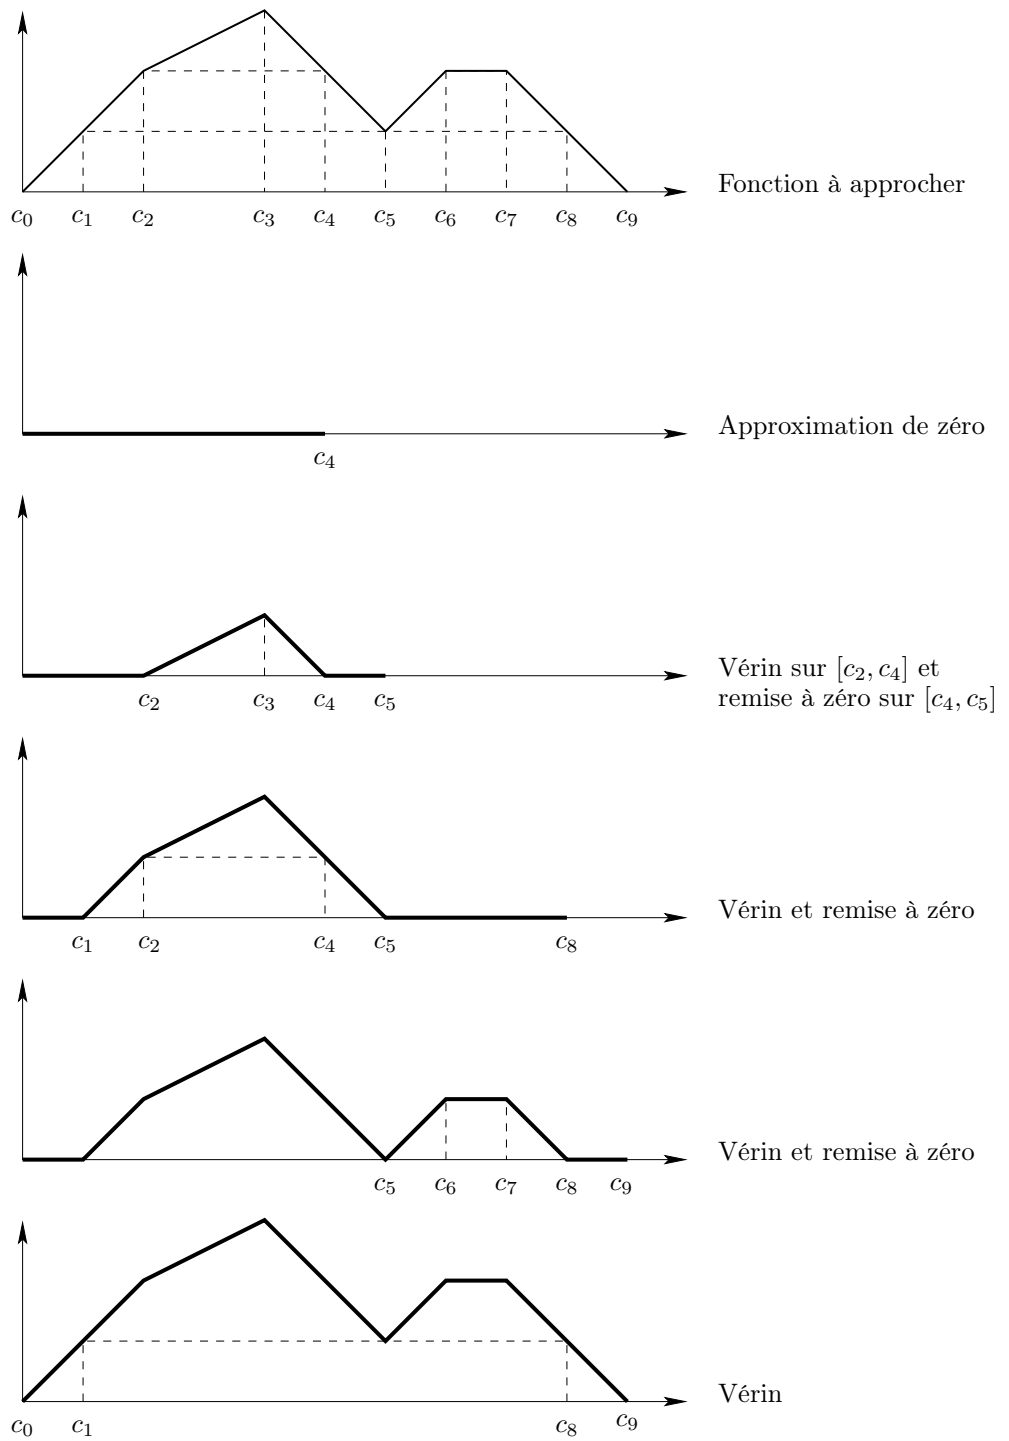 Fonction à approcher
c0 c1 c2 c3 c4 c5 c6 c7 c8 c9
Approximation de zéro
c4
Vérin sur [c2, c4] et
remise à zéro sur [c4, c5]
c2 c3 c4 c5
Vérin et remise à zéro
c1 c2 c4 c5 c8
Vérin et remise à zéro
c5 c6 c7 c8 c9
Vérin
c0 c1 c8 c9